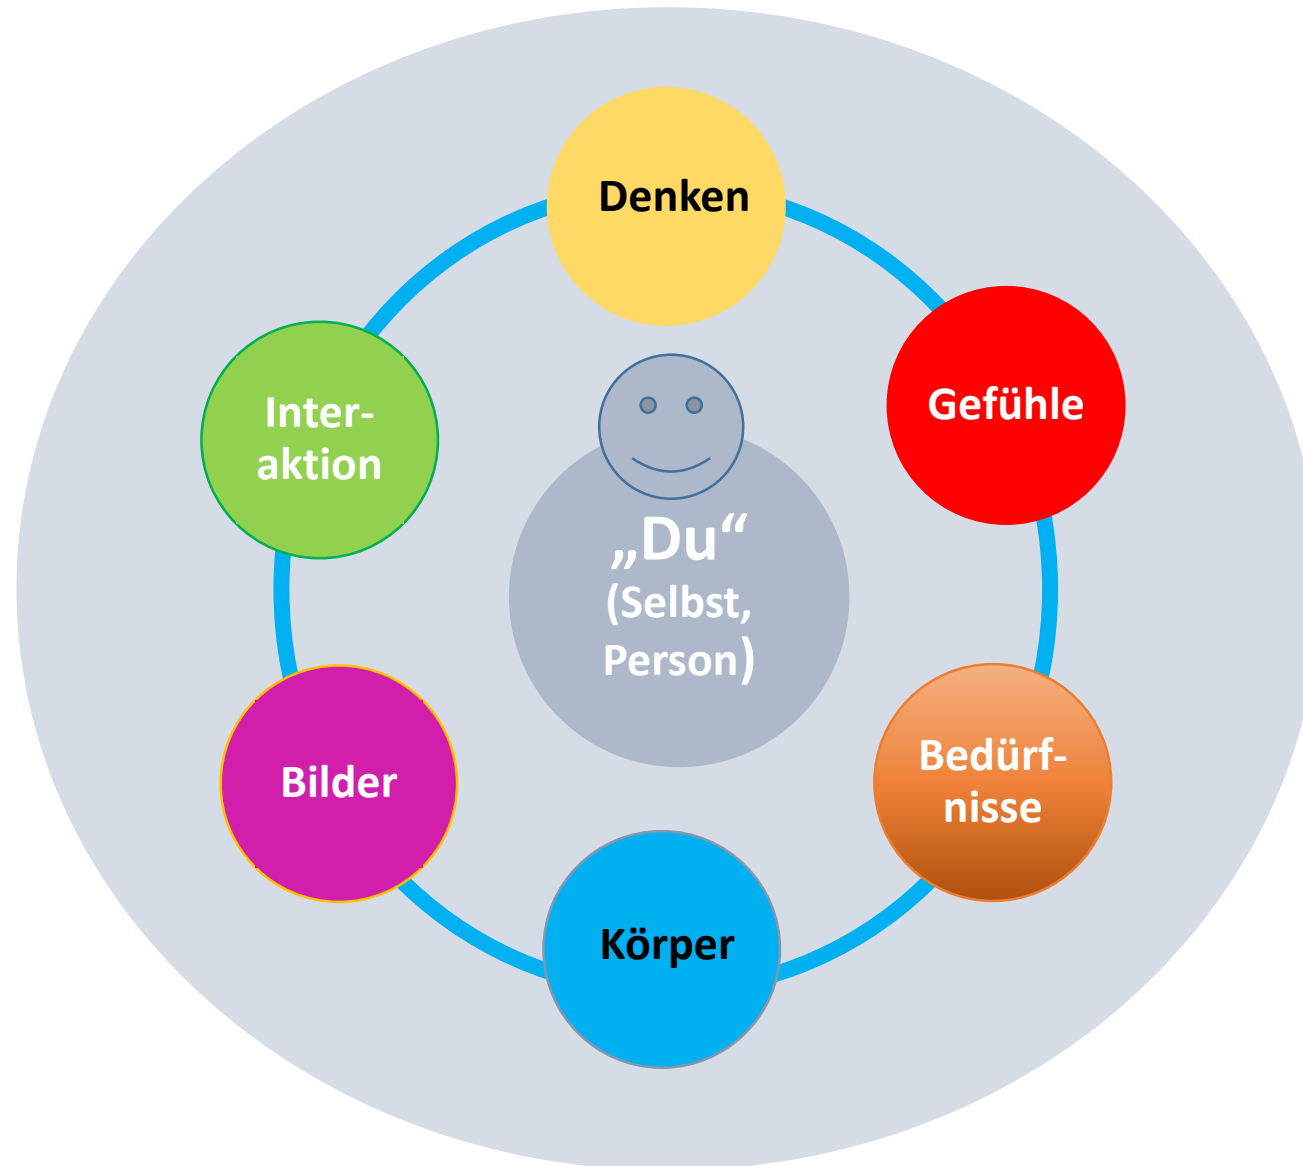 Denken
Gefühle
Inter-
aktion
„Du“
(Selbst,
Person)
Bedürf-
nisse
Bilder
Körper